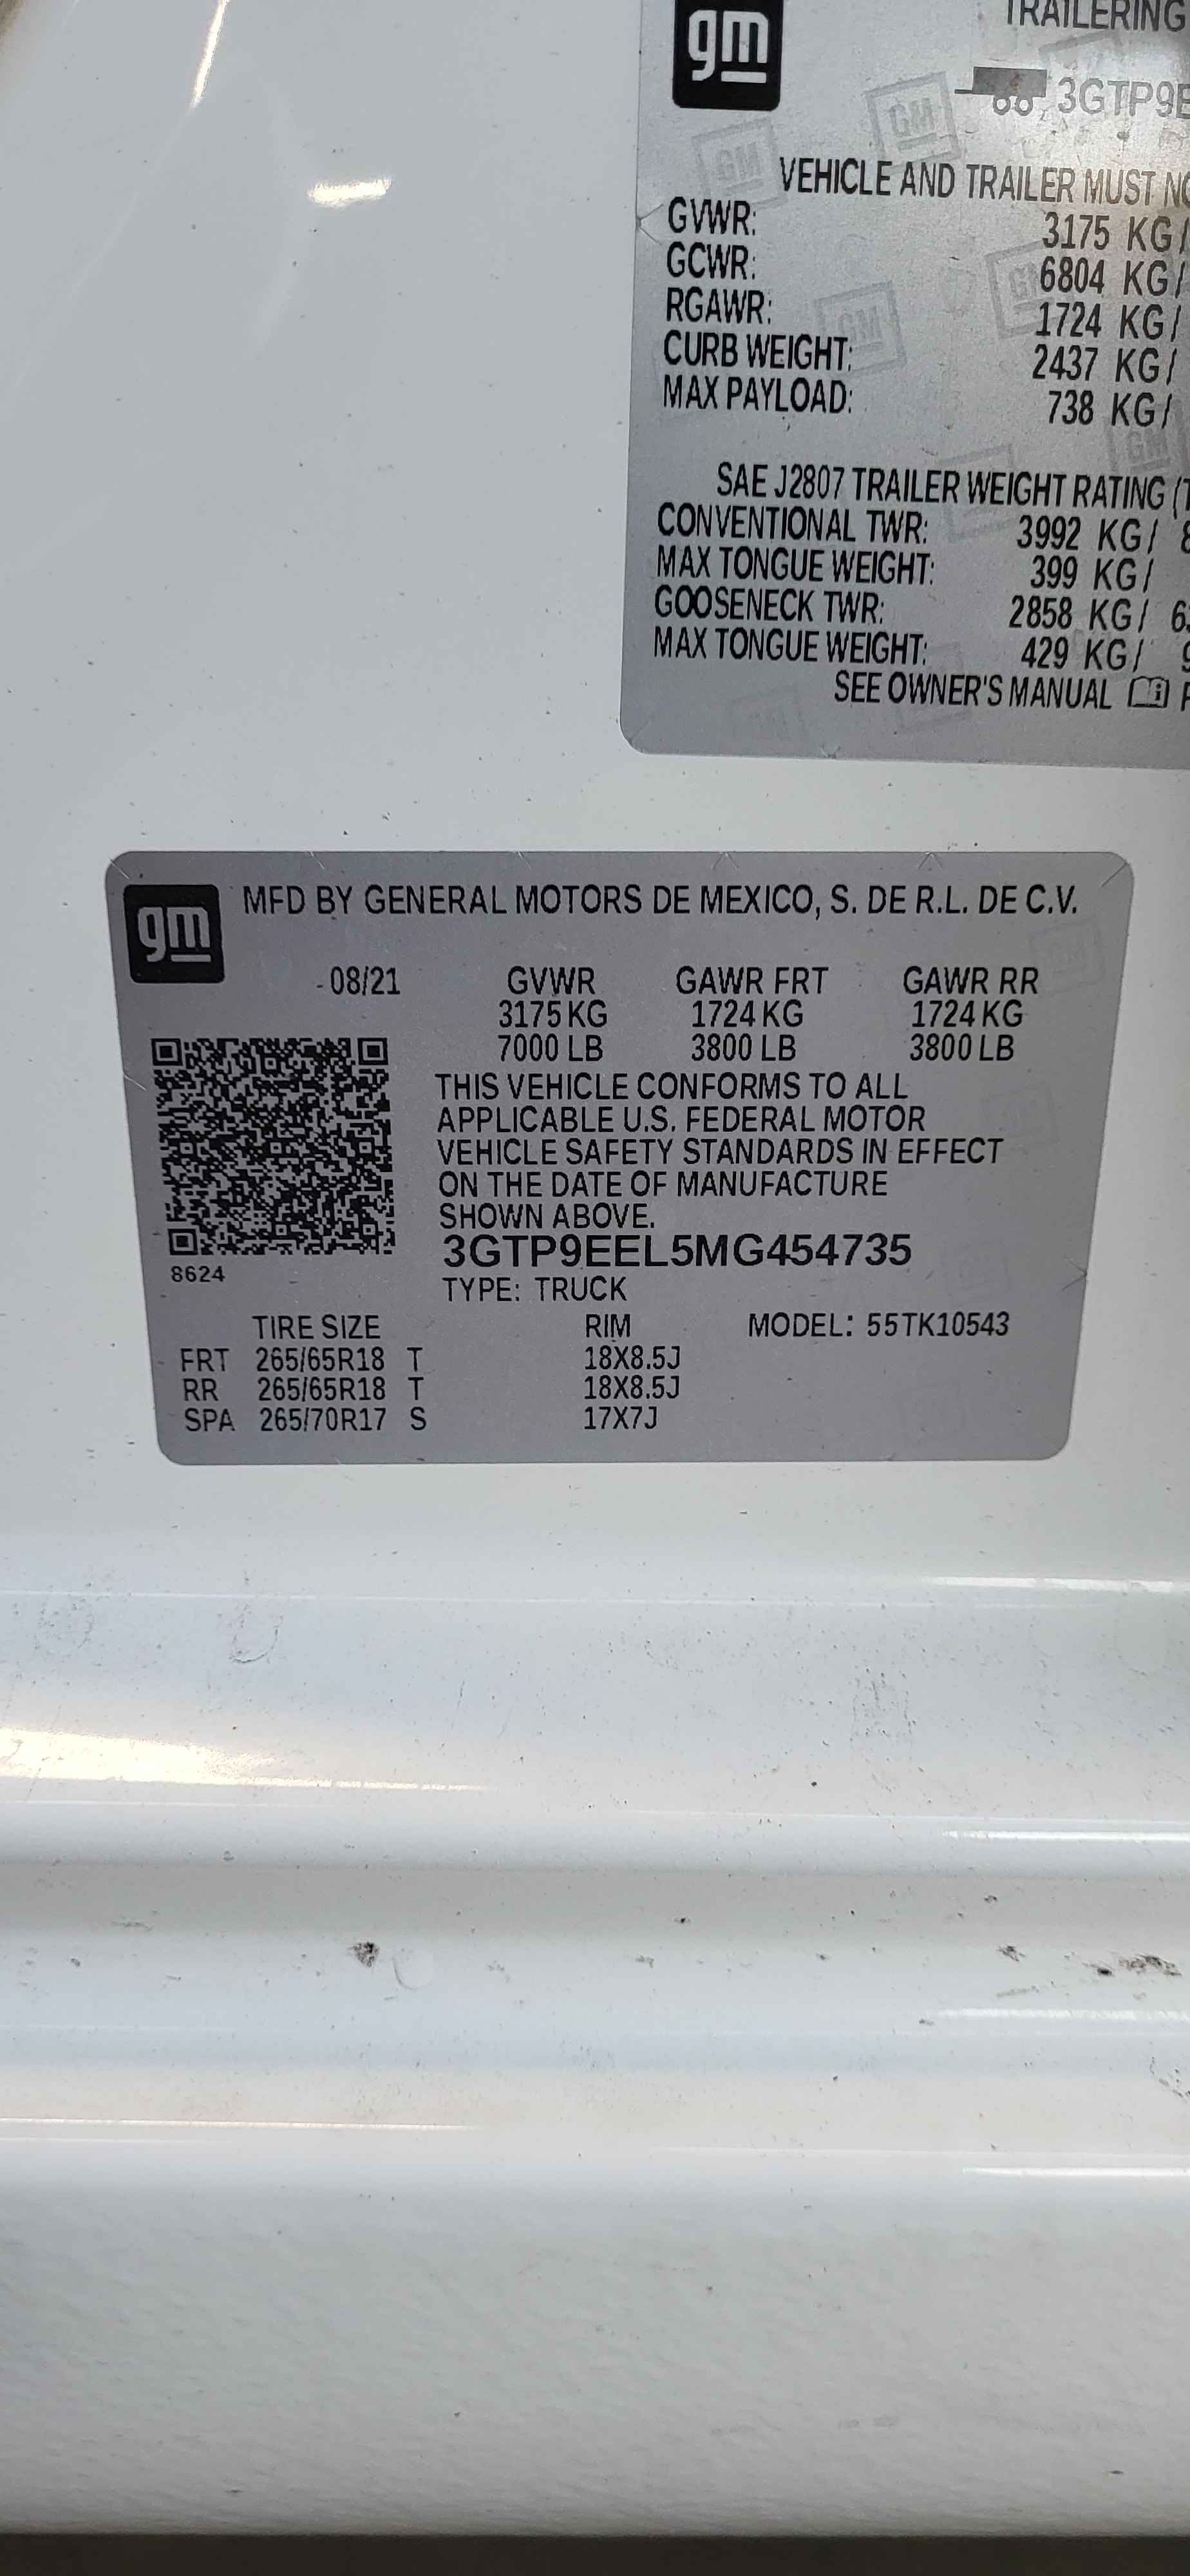 gm
TRAILERING
3GTP9E
VEHICLE AND TRAILER MUST
GVWR: 3175 KG/
GCWR: 6804 KG/
RGAWR: 1724 KG/
CURB WEIGHT: 2437 KG/
MAX PAYLOAD: 738 KG/
SAE J2807 TRAILER WEIGHT RATING
CONVENTIONAL TWR: 3992 KG/ 8
MAX TONGUE WEIGHT: 399 KG/
GOOSENECK TWR: 2858 KG/ 6
MAX TONGUE WEIGHT: 429 KG/ 9
SEE OWNER'S MANUAL
gm MFD BY GENERAL MOTORS DE MEXICO, S. DE R.L. DE C.V.
08/21 GVWR GAWR FRT GAWR RR
3175 KG 1724 KG 1724 KG
7000 LB 3800 LB 3800 LB
THIS VEHICLE CONFORMS TO ALL
APPLICABLE U.S. FEDERAL MOTOR
VEHICLE SAFETY STANDARDS IN EFFECT
ON THE DATE OF MANUFACTURE
SHOWN ABOVE.
3GTP9EEL5MG454735
8624
TYPE: TRUCK
TIRE SIZE RIM MODEL: 55TK10543
FRT 265/65R18 T 18X8.5J
RR 265/65R18 T 18X8.5J
SPA 265/70R17 S 17X7J